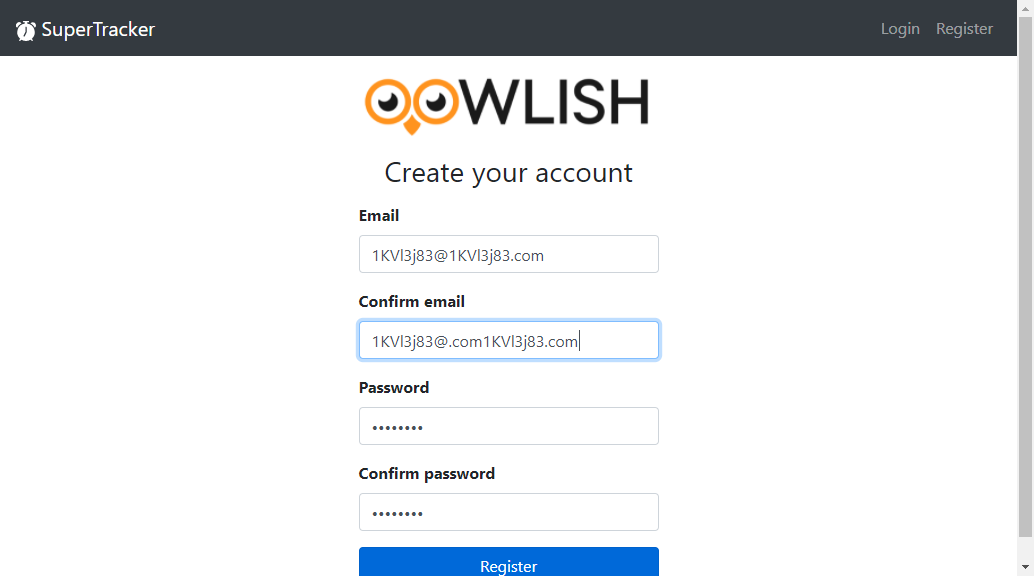 SuperTracker
Login Register
OOWLISH
Create your account
Email
1KVl3j83@1KVl3j83.com
Confirm email
1KVl3j83@.com1KVl3j83.com
Password
••••••••
Confirm password
••••••••
Register